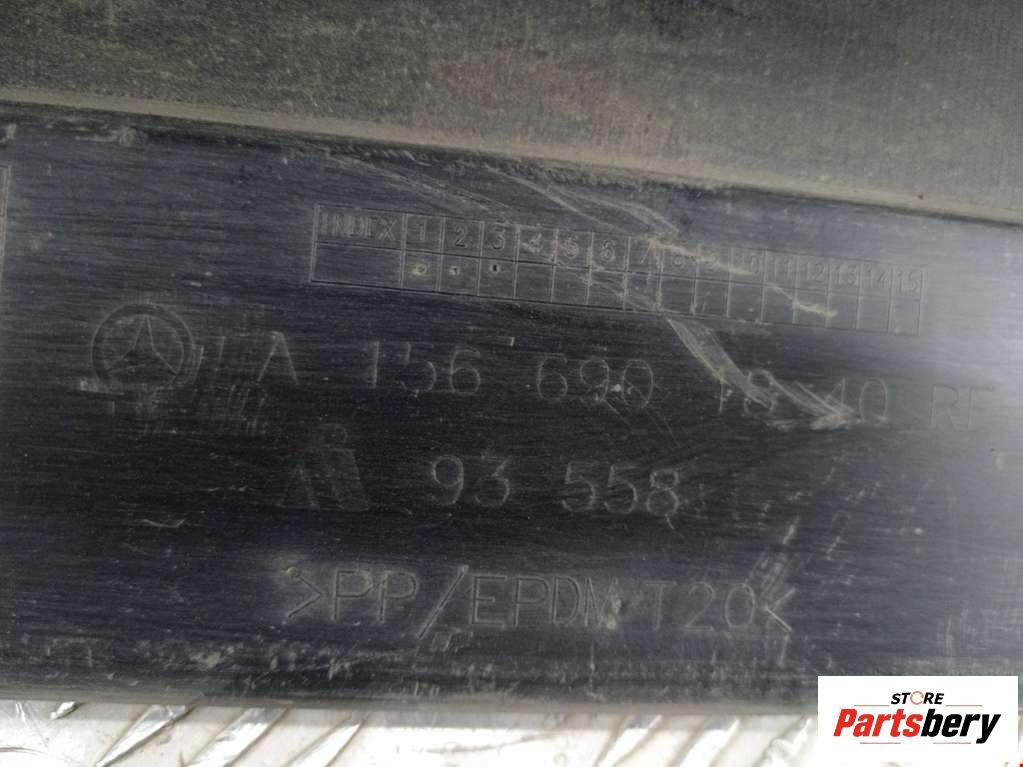 INDEX 1 2 3 4 5 6 7 8 9 10 11 12 13 14 15
A 156 690 18 40 RF
93 558
>PP/EPDM-T20<
STORE
Partsbery